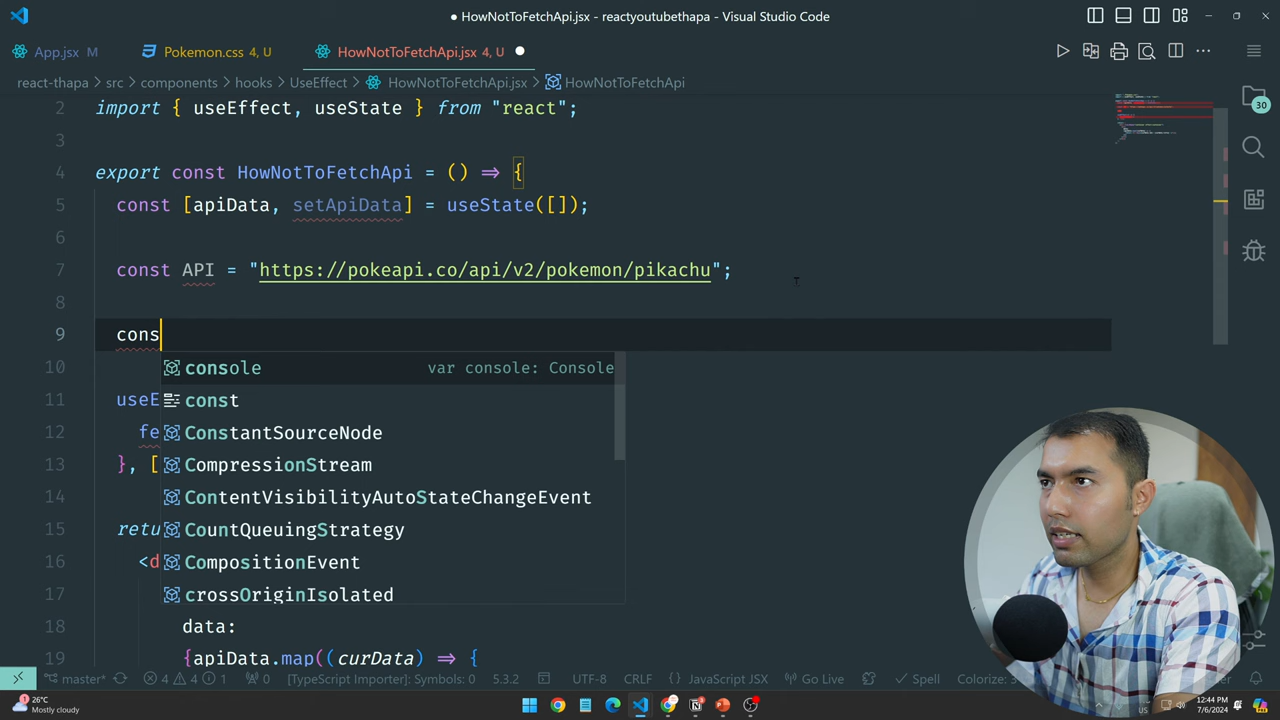 ● HowNotToFetchApi.jsx - reactyoutubethapa - Visual Studio Code
App.jsx M
Pokemon.css 4, U
HowNotToFetchApi.jsx 4, U ●
react-thapa > src > components > hooks > UseEffect > HowNotToFetchApi.jsx > HowNotToFetchApi
2 import { useEffect, useState } from "react";
3
4 export const HowNotToFetchApi = () => {
5 const [apiData, setApiData] = useState([]);
6
7 const API = "https://pokeapi.co/api/v2/pokemon/pikachu";
8
9 cons
10 console var console: Console
11 useE const
12 fe ConstantSourceNode
13 }, [ CompressionStream
14 ContentVisibilityAutoStateChangeEvent
15 retu CountQueuingStrategy
16 <d CompositionEvent
17 crossOriginIsolated
18 data:
19 {apiData.map((curData) => {
30
master* 4 4 1 0 [TypeScript Importer]: Symbols: 0 5.3.2 UTF-8 CRLF {} JavaScript JSX Go Live Spell Colorize: 3
26°C
Mostly cloudy
12:44 PM
7/6/2024